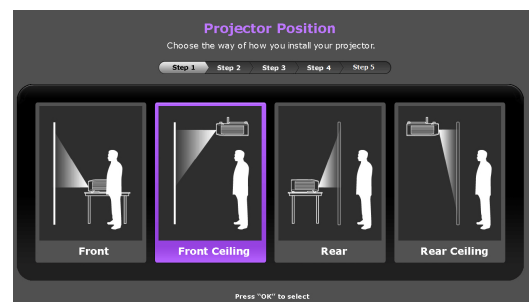 Projector Position
Choose the way of how you install your projector.
Step 1 Step 2 Step 3 Step 4 Step 5
Front Front Ceiling Rear Rear Ceiling
Press "OK" to select